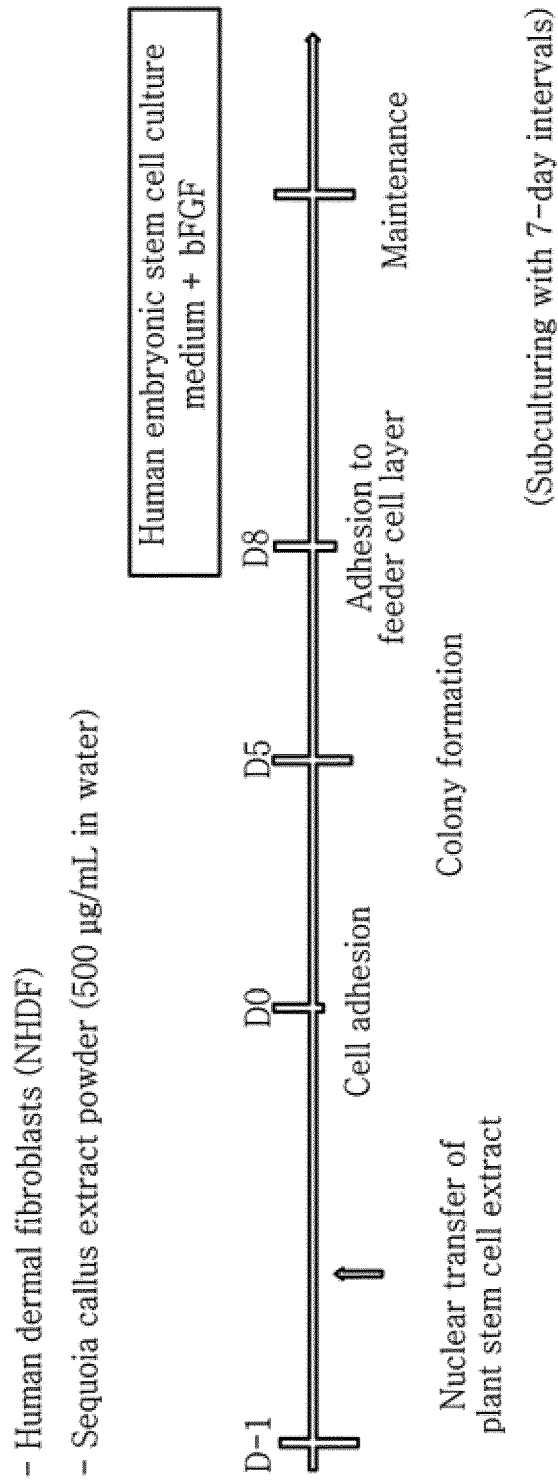 - Human dermal fibroblasts (NHDF)
- Sequoia callus extract powder (500 μg/mL in water)
Human embryonic stem cell culture
medium + bFGF
D-1
D0
D5
D8
Nuclear transfer of
plant stem cell extract
Cell adhesion
Colony formation
Adhesion to
feeder cell layer
Maintenance
(Subculturing with 7-day intervals)